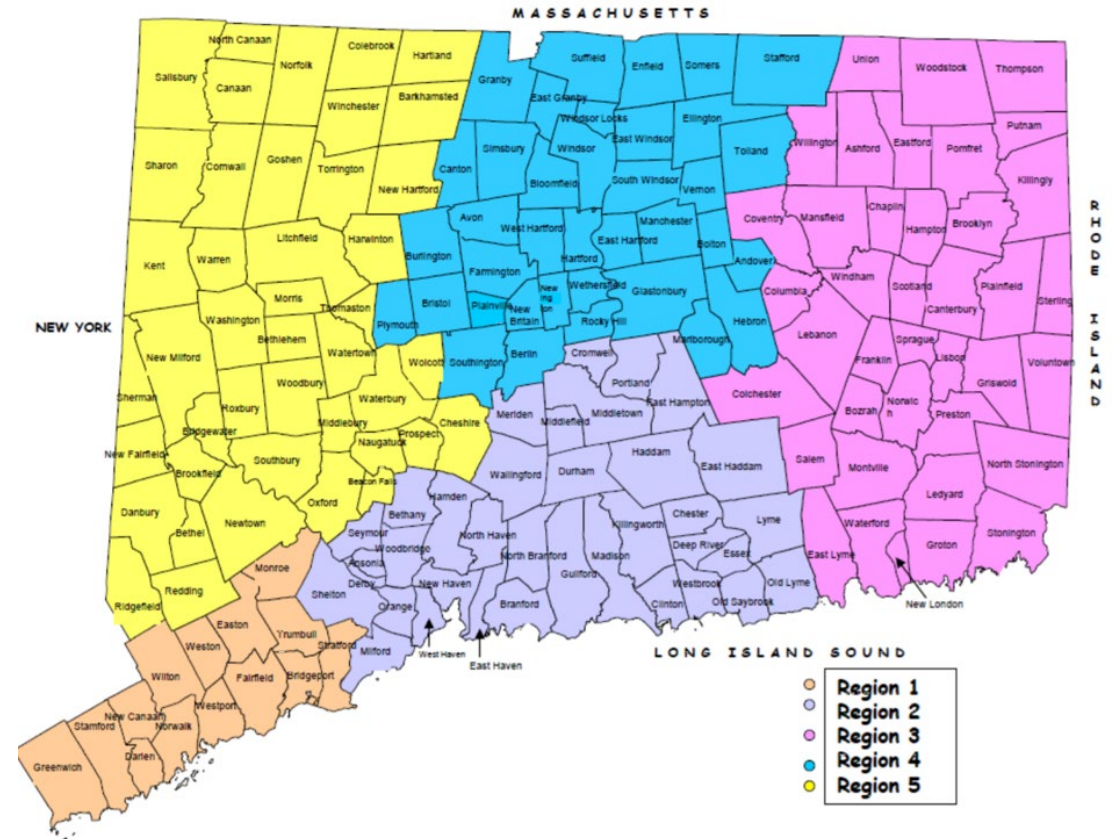 MASSACHUSETTS
North Canaan
Colebrook
Hartland
Salisbury
Norfolk
Canaan
Winchester
Barkhamsted
Granby
Suffield
Enfield
Somers
Stafford
Union
Woodstock
Thompson
East Granby
Windsor Locks
Ellington
Putnam
Sharon
Cornwall
Goshen
Torrington
New Hartford
Canton
Simsbury
Windsor
East Windsor
Tolland
Willington
Ashford
Eastford
Pomfret
Killingly
Bloomfield
South Windsor
Vernon
Avon
West Hartford
Manchester
Coventry
Mansfield
Chaplin
Hampton
Brooklyn
RHODE ISLAND
Kent
Warren
Litchfield
Harwinton
Burlington
Farmington
Hartford
East Hartford
Bolton
Andover
Windham
Scotland
Plainfield
Sterling
Morris
Thomaston
Bristol
Plainville
New
ing
ton
Wethersfield
Glastonbury
Columbia
Canterbury
NEW YORK
Washington
Bethlehem
Plymouth
New
Britain
Rocky Hill
Hebron
Lebanon
Sprague
New Milford
Watertown
Wolcott
Southington
Berlin
Cromwell
Marlborough
Franklin
Lisbon
Griswold
Voluntown
Sherman
Roxbury
Woodbury
Waterbury
Portland
East Hampton
Colchester
Bozrah
Norwic
h
Preston
Bridgewater
Middlebury
Naugatuck
Prospect
Cheshire
Meriden
Middlefield
Middletown
New Fairfield
Brookfield
Southbury
Beacon Falls
Wallingford
Durham
Haddam
East Haddam
Salem
Montville
North Stonington
Danbury
Bethel
Newtown
Oxford
Hamden
Bethany
Ledyard
Seymour
Woodbridge
North Haven
North Branford
Killingworth
Chester
Lyme
Waterford
Groton
Stonington
Ansonia
Derby
Madison
Deep River
Essex
East Lyme
Ridgefield
Redding
Monroe
Shelton
Orange
New Haven
Branford
Guilford
Clinton
Westbrook
Old Saybrook
Old Lyme
New London
Easton
Trumbull
Stratford
Milford
West Haven
East Haven
Weston
Wilton
Fairfield
Bridgeport
LONG ISLAND SOUND
New Canaan
Westport
Stamford
Norwalk
Darien
Greenwich
Region 1
Region 2
Region 3
Region 4
Region 5